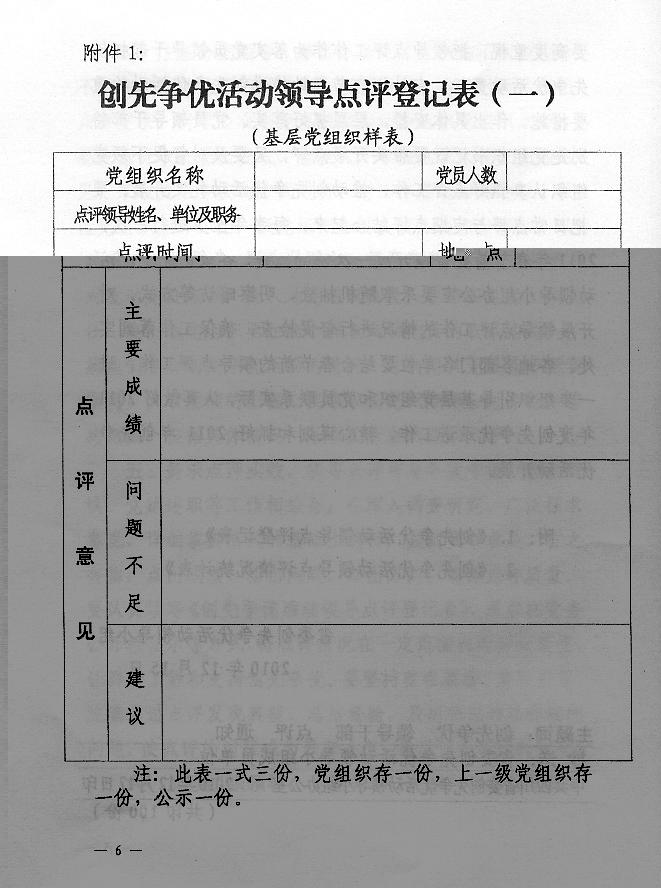 附件1:
创先争优活动领导点评登记表(一)
(基层党组织样表)
党组织名称 党员人数
点评领导姓名、单位及职务
点评时间 地 点
点评意见
主要成绩
问题不足
建议
注: 此表一式三份, 党组织存一份, 上一级党组织存
一份, 公示一份。
— 6 —